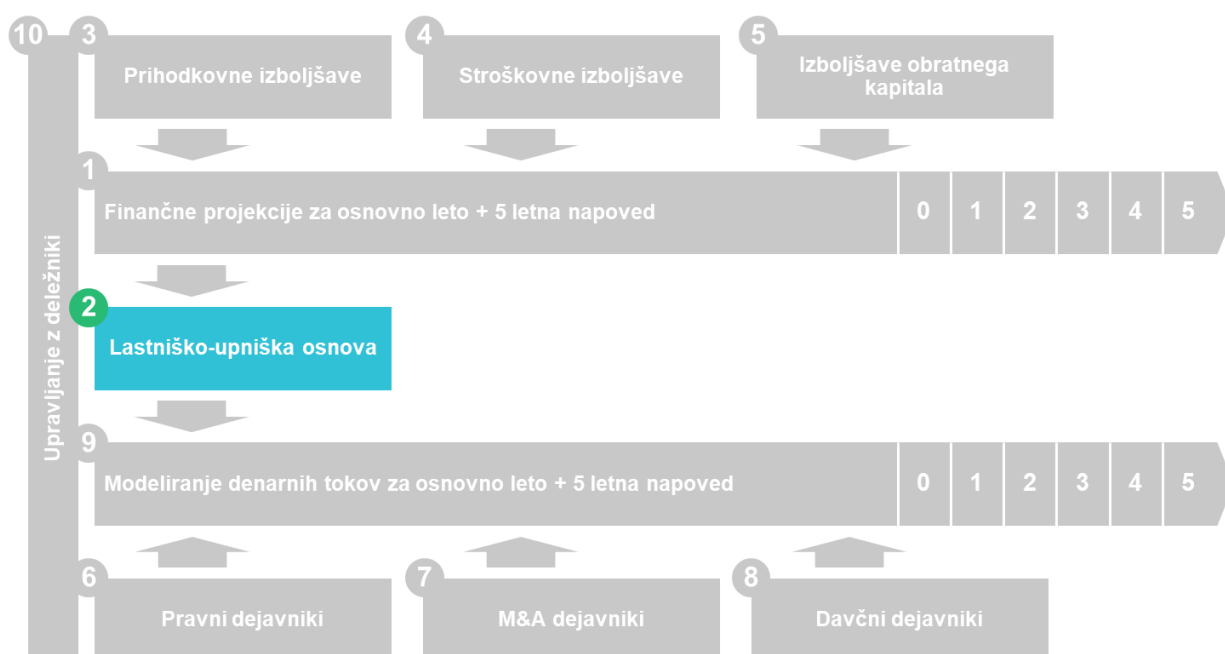 10
3
Prihodkovne izboljšave
4
Stroškovne izboljšave
5
Izboljšave obratnega
kapitala
Upravljanje z deležniki
1
Finančne projekcije za osnovno leto + 5 letna napoved
0 1 2 3 4 5
2
Lastniško-upniška osnova
9
Modeliranje denarnih tokov za osnovno leto + 5 letna napoved
0 1 2 3 4 5
6
Pravni dejavniki
7
M&A dejavniki
8
Davčni dejavniki